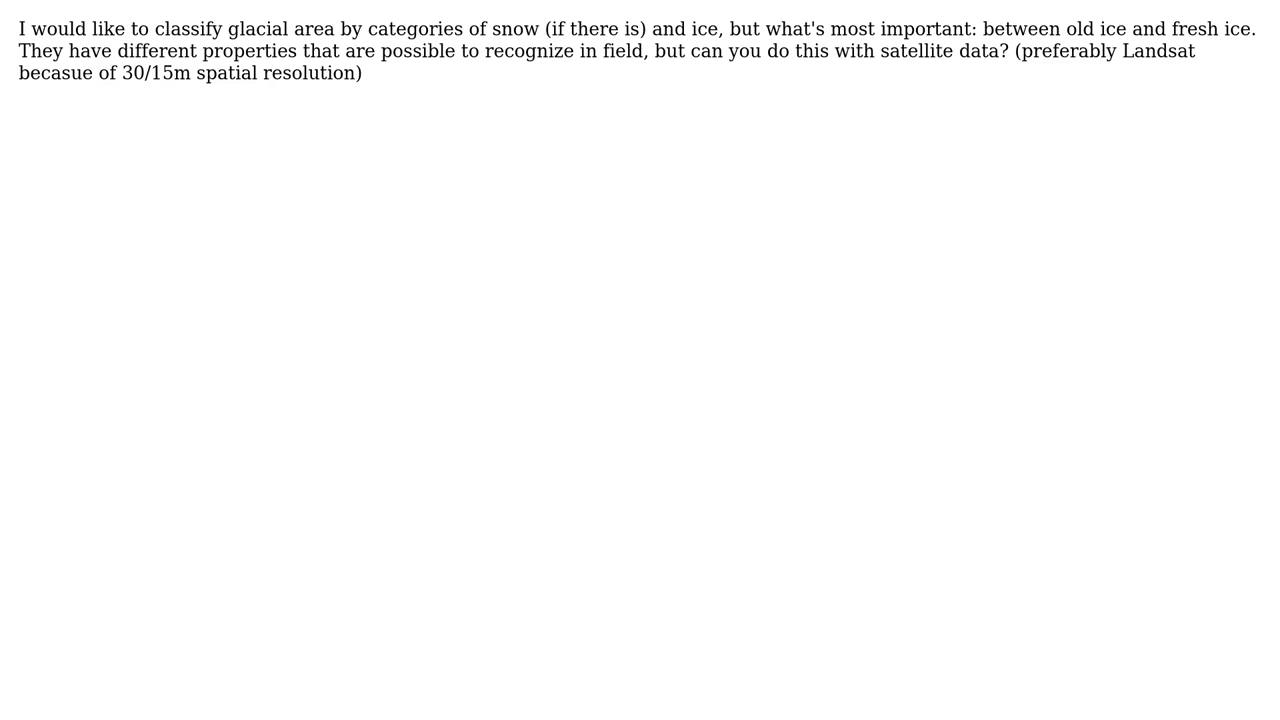 I would like to classify glacial area by categories of snow (if there is) and ice, but what's most important: between old ice and fresh ice.
They have different properties that are possible to recognize in field, but can you do this with satellite data? (preferably Landsat
becasue of 30/15m spatial resolution)